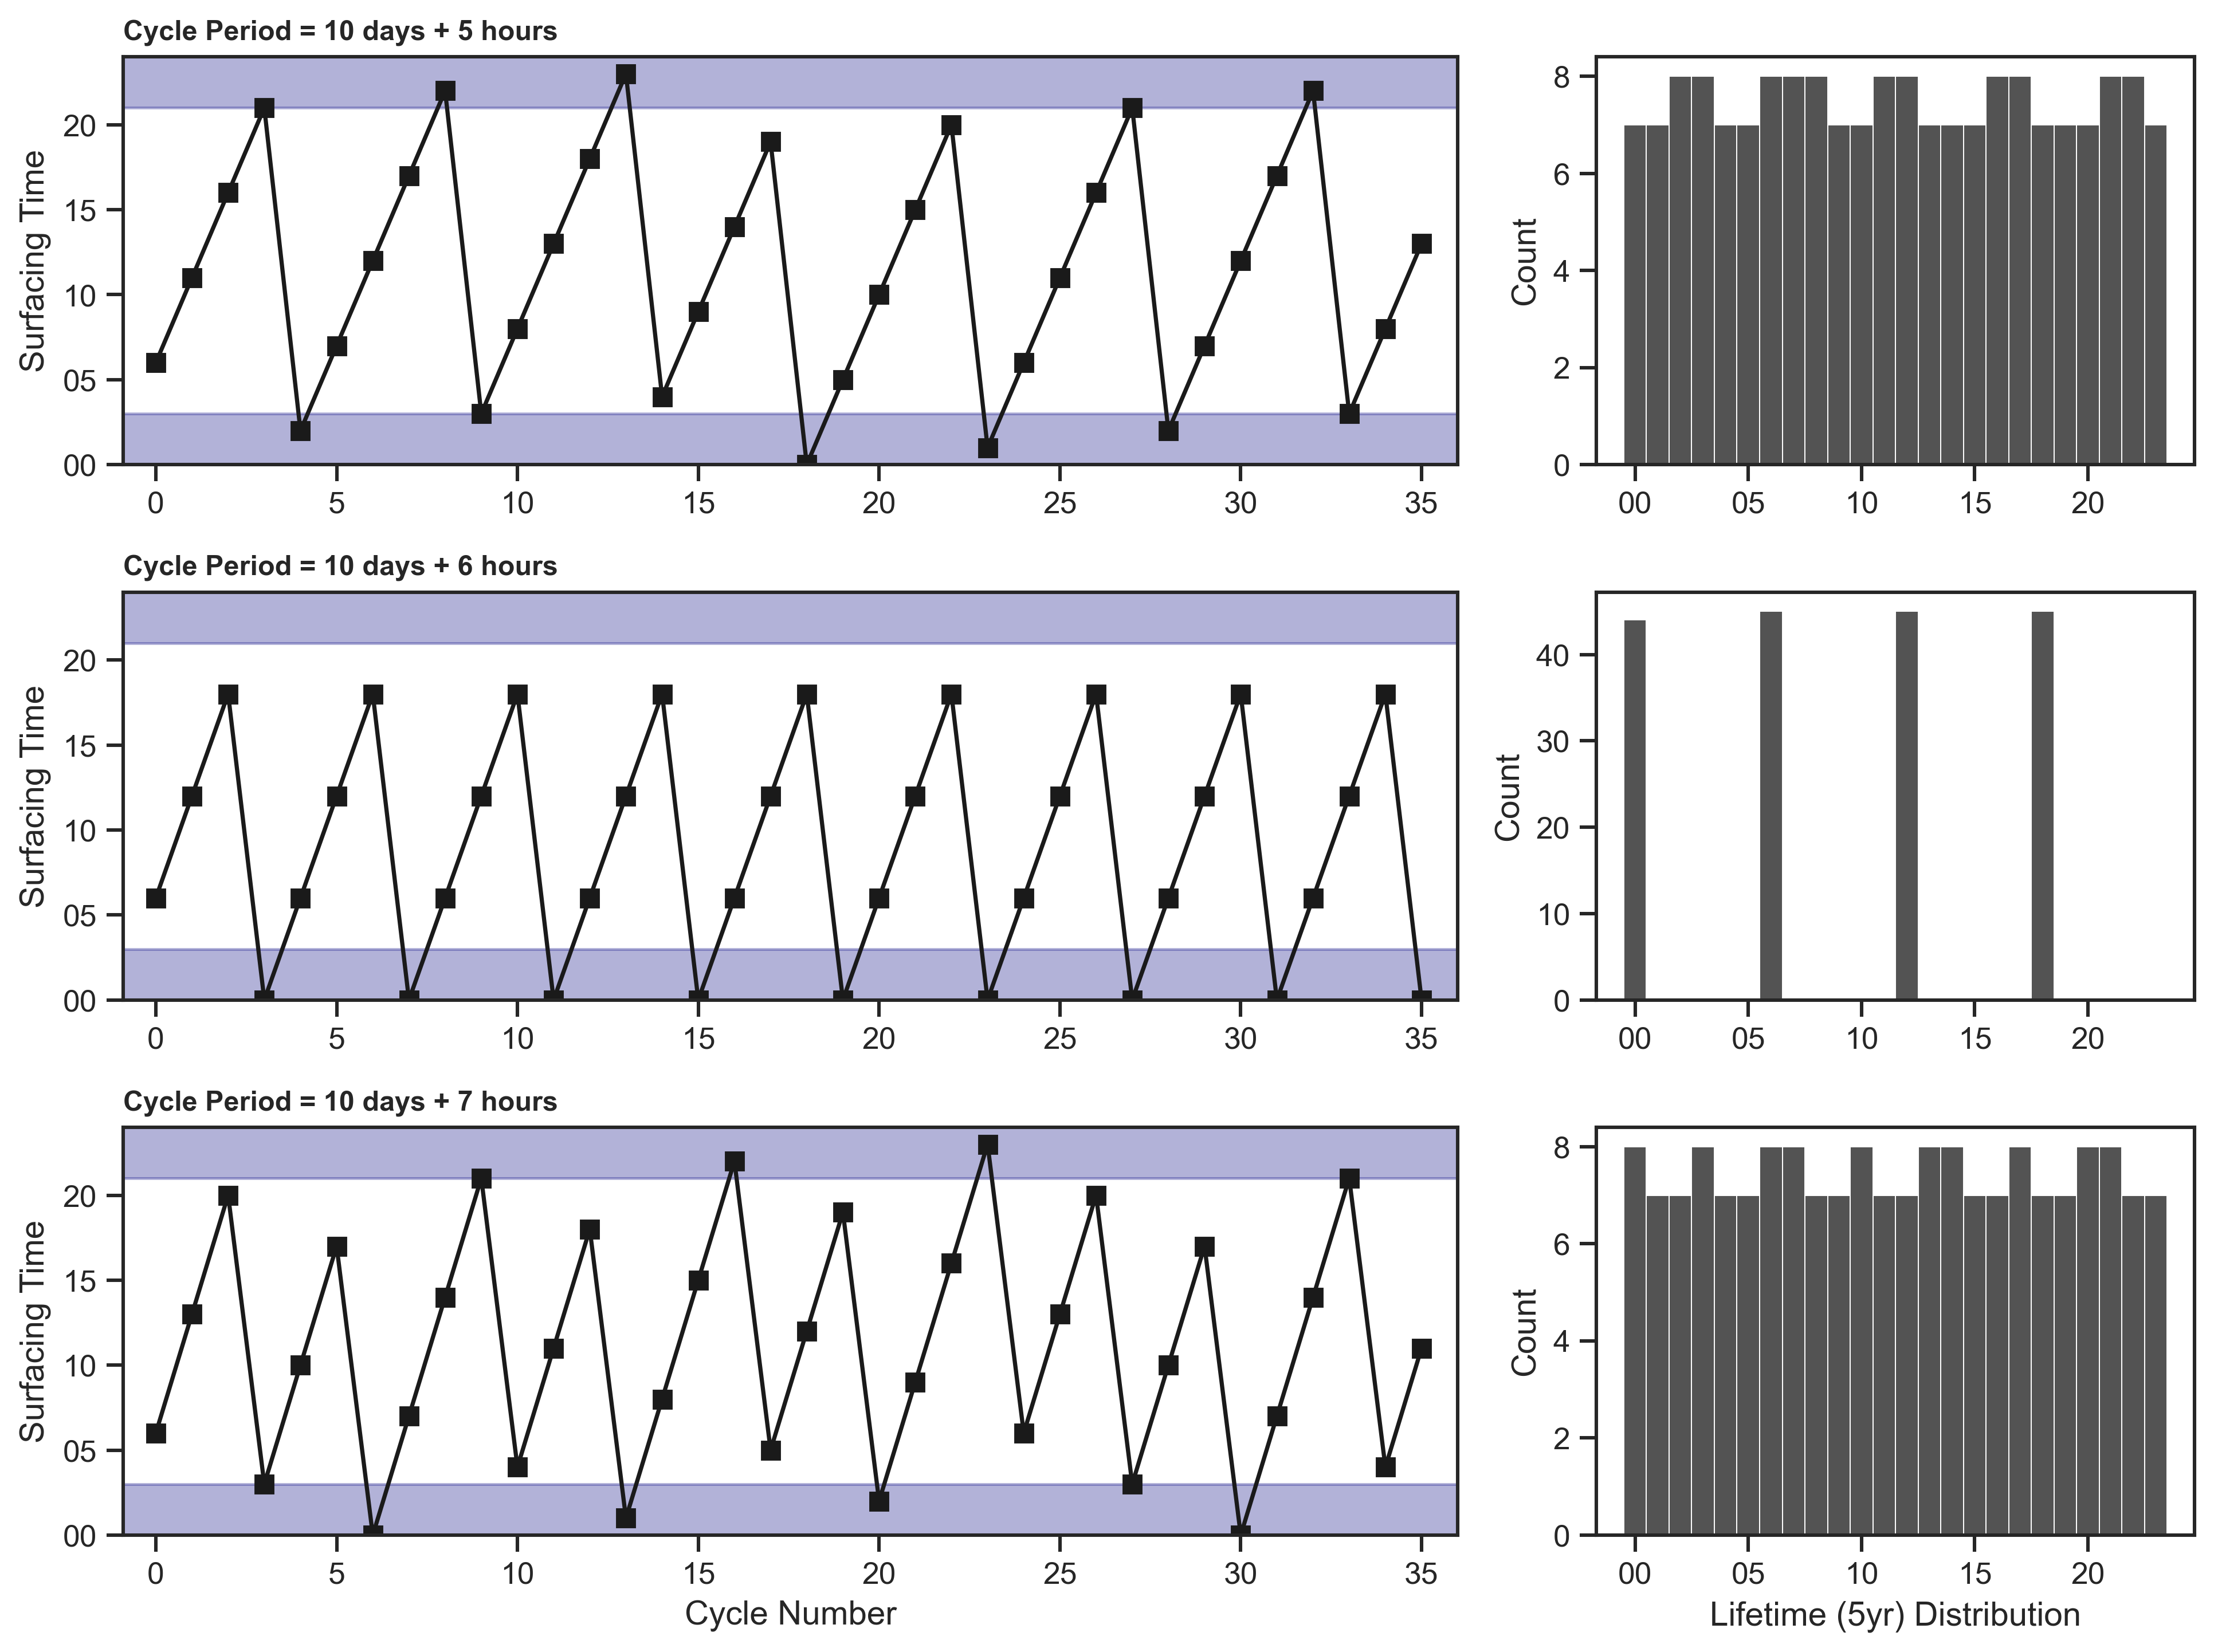 Cycle Period = 10 days + 5 hours
Surfacing Time
20
15
10
05
00
0 5 10 15 20 25 30 35
Count
8
6
4
2
0
00 05 10 15 20
Cycle Period = 10 days + 6 hours
Surfacing Time
20
15
10
05
00
0 5 10 15 20 25 30 35
Count
40
30
20
10
0
00 05 10 15 20
Cycle Period = 10 days + 7 hours
Surfacing Time
20
15
10
05
00
0 5 10 15 20 25 30 35
Cycle Number
Count
8
6
4
2
0
00 05 10 15 20
Lifetime (5yr) Distribution